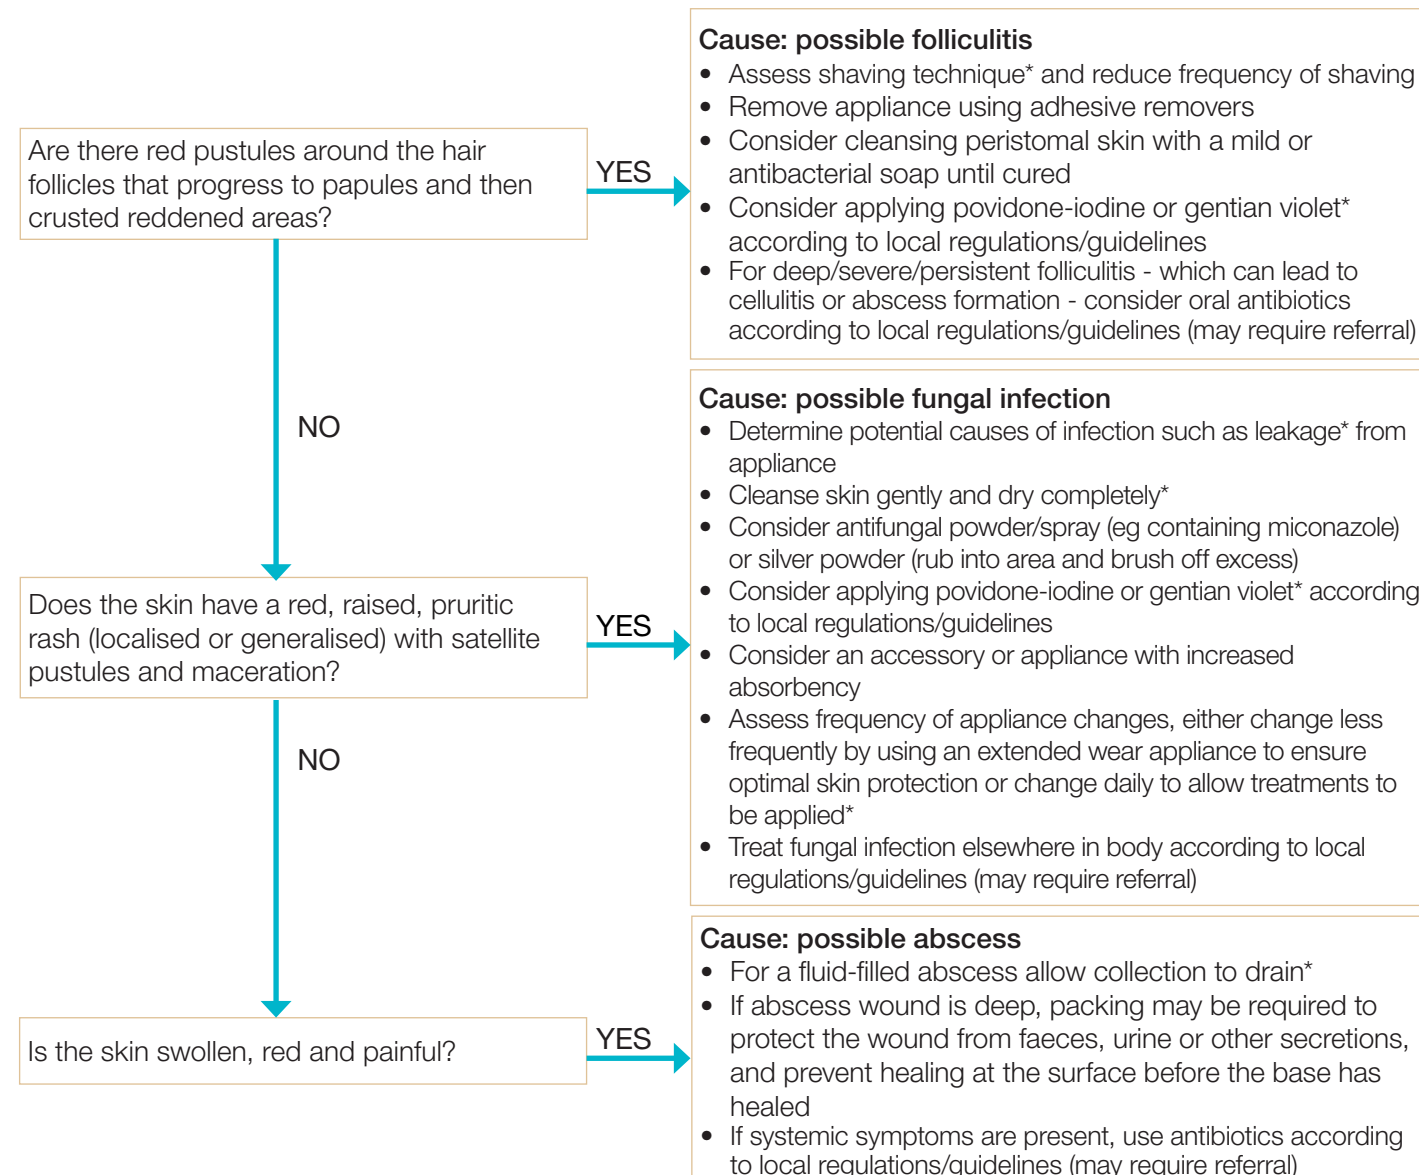 Are there red pustules around the hair
follicles that progress to papules and then
crusted reddened areas?
YES
Cause: possible folliculitis
• Assess shaving technique* and reduce frequency of shaving
• Remove appliance using adhesive removers
• Consider cleansing peristomal skin with a mild or
antibacterial soap until cured
• Consider applying povidone-iodine or gentian violet*
according to local regulations/guidelines
• For deep/severe/persistent folliculitis - which can lead to
cellulitis or abscess formation - consider oral antibiotics
according to local regulations/guidelines (may require referral)
NO
Does the skin have a red, raised, pruritic
rash (localised or generalised) with satellite
pustules and maceration?
YES
Cause: possible fungal infection
• Determine potential causes of infection such as leakage* from
appliance
• Cleanse skin gently and dry completely*
• Consider antifungal powder/spray (eg containing miconazole)
or silver powder (rub into area and brush off excess)
• Consider applying povidone-iodine or gentian violet* according
to local regulations/guidelines
• Consider an accessory or appliance with increased
absorbency
• Assess frequency of appliance changes, either change less
frequently by using an extended wear appliance to ensure
optimal skin protection or change daily to allow treatments to
be applied*
• Treat fungal infection elsewhere in body according to local
regulations/guidelines (may require referral)
NO
Is the skin swollen, red and painful?
YES
Cause: possible abscess
• For a fluid-filled abscess allow collection to drain*
• If abscess wound is deep, packing may be required to
protect the wound from faeces, urine or other secretions,
and prevent healing at the surface before the base has
healed
• If systemic symptoms are present, use antibiotics according
to local regulations/guidelines (may require referral)